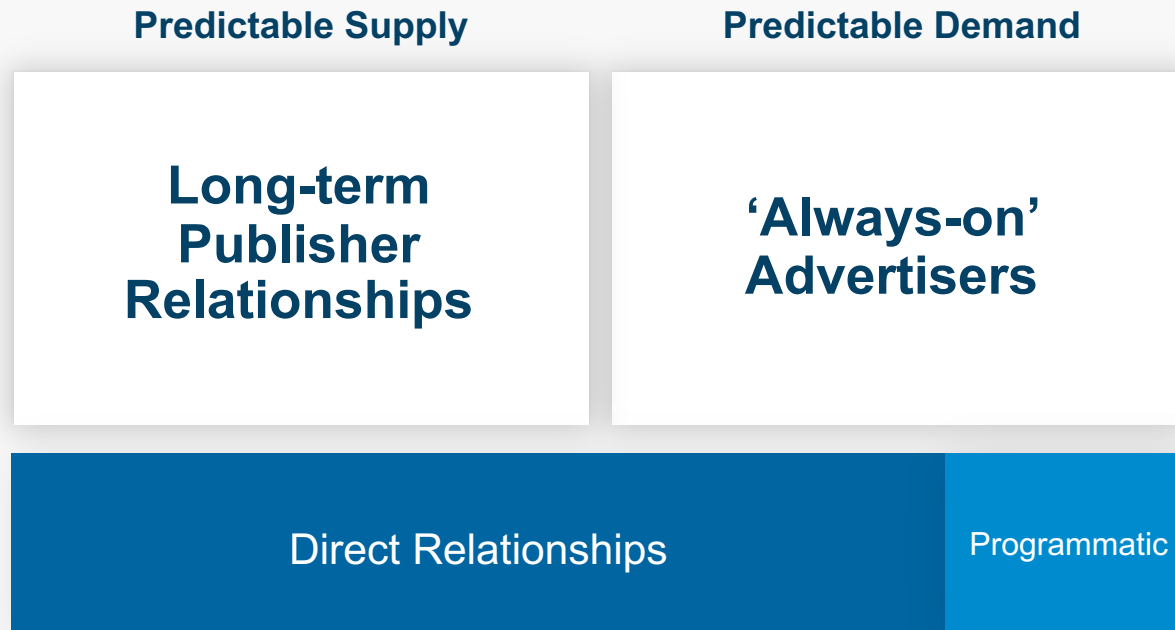 Predictable Supply
Predictable Demand
Long-term
Publisher
Relationships
‘Always-on’
Advertisers
Direct Relationships
Programmatic